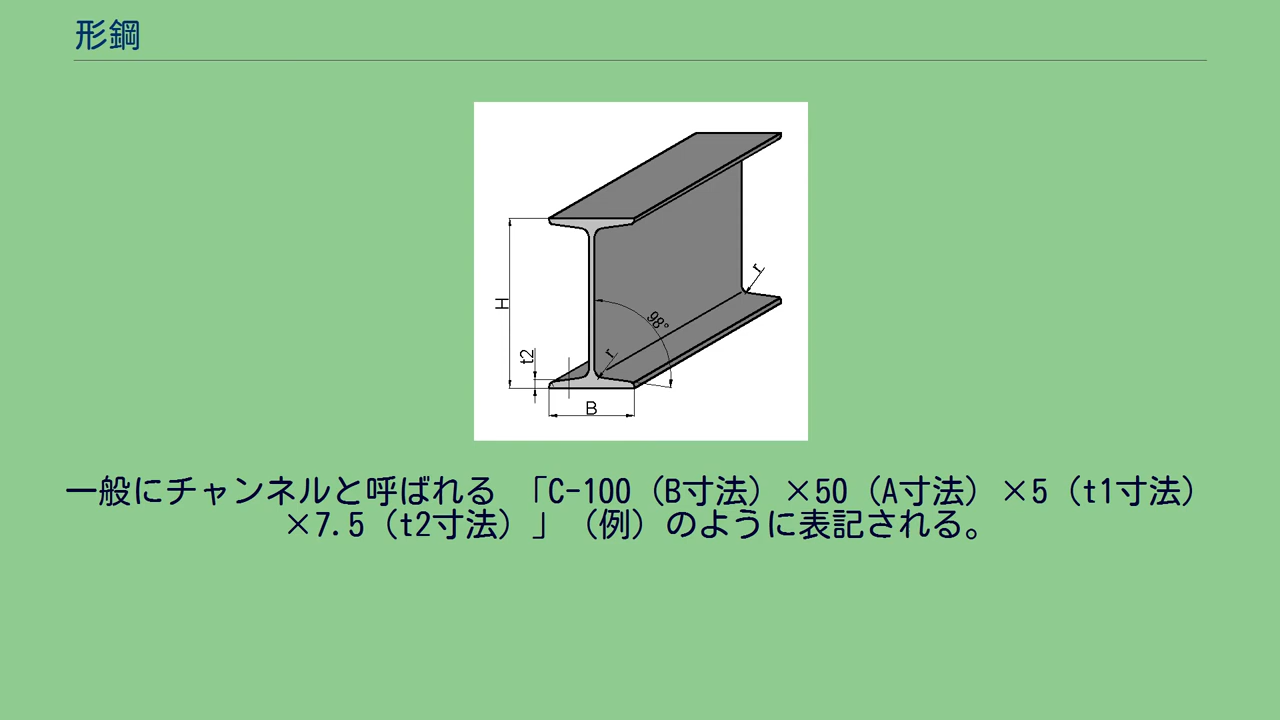 形鋼
r
H
98°
t2
r
B
一般にチャンネルと呼ばれる 「C-100（B寸法）×50（A寸法）×5（t1寸法）
×7.5（t2寸法）」（例）のように表記される。